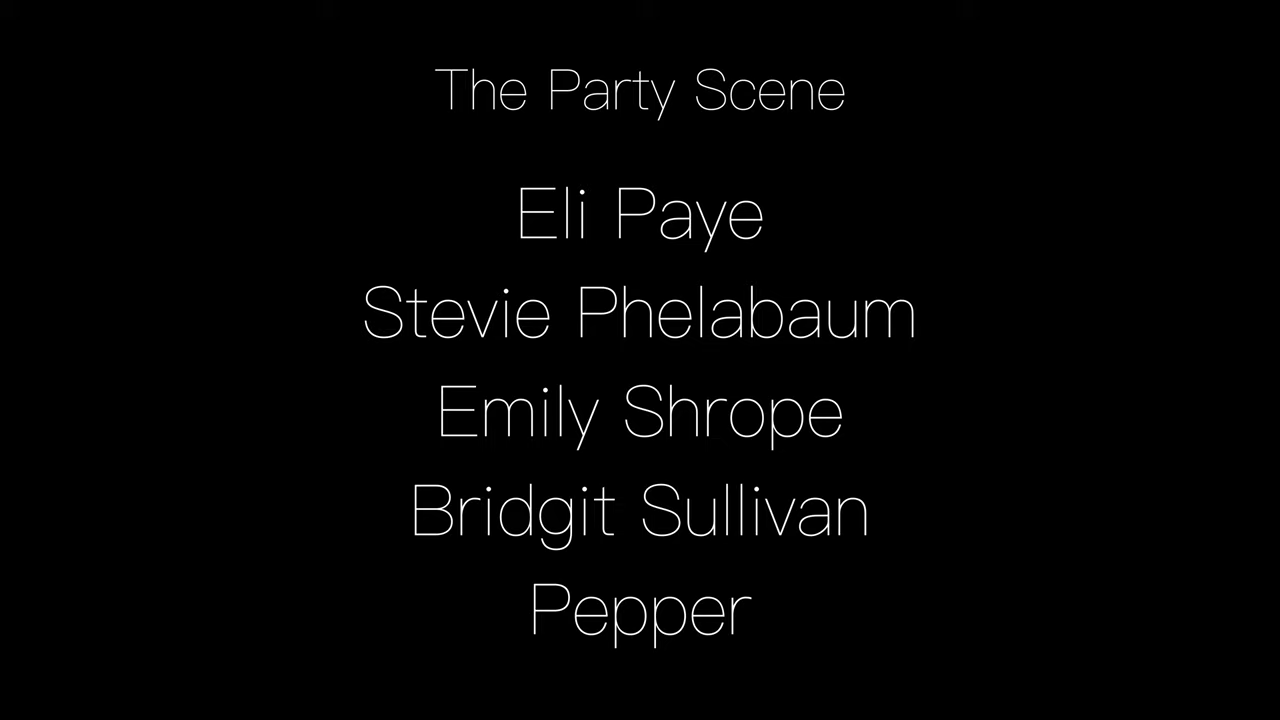 The Party Scene
Eli Paye
Stevie Phelabaum
Emily Shrope
Bridgit Sullivan
Pepper